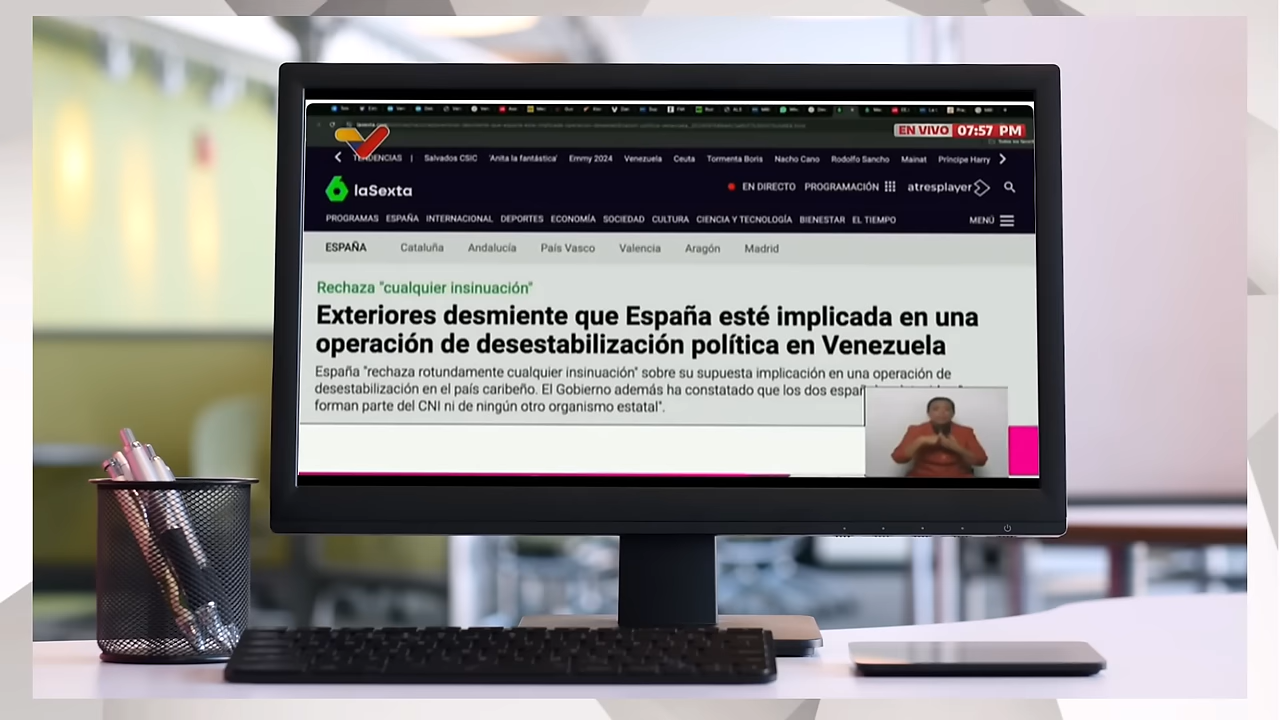 EN VIVO 07:57 PM
TENDENCIAS | Salvados CSIC 'Anita la fantástica' Emmy 2024 Venezuela Ceuta Tormenta Boris Nacho Cano Rodolfo Sancho Mainat Príncipe Harry
laSexta EN DIRECTO PROGRAMACIÓN atresplayer
PROGRAMAS ESPAÑA INTERNACIONAL DEPORTES ECONOMÍA SOCIEDAD CULTURA CIENCIA Y TECNOLOGÍA BIENESTAR EL TIEMPO MENÚ
ESPAÑA Cataluña Andalucía País Vasco Valencia Aragón Madrid
Rechaza "cualquier insinuación"
Exteriores desmiente que España esté implicada en una
operación de desestabilización política en Venezuela
España "rechaza rotundamente cualquier insinuación" sobre su supuesta implicación en una operación de
desestabilización en el país caribeño. El Gobierno además ha constatado que los dos
forman parte del CNI ni de ningún otro organismo estatal".